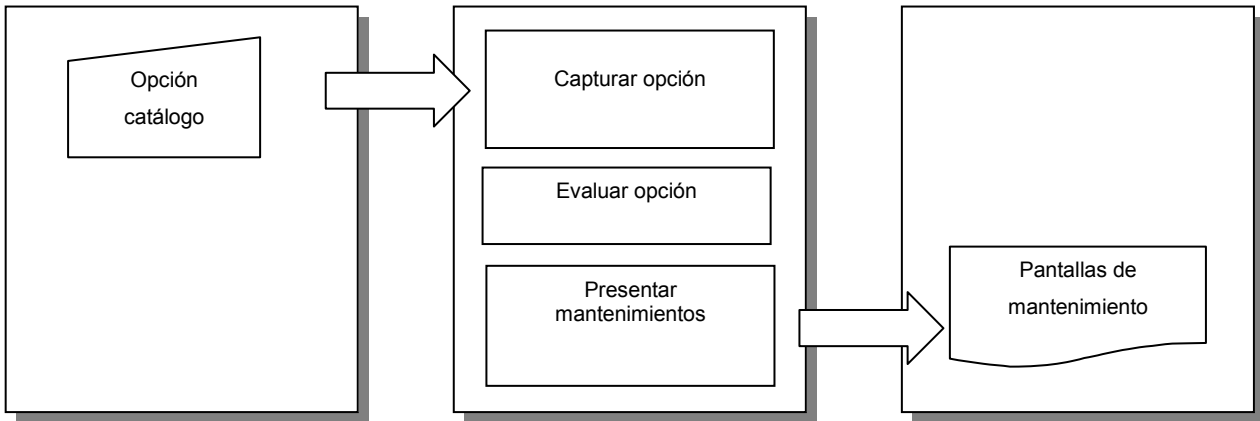 Opción
catálogo
Capturar opción
Evaluar opción
Presentar
mantenimientos
Pantallas de
mantenimiento